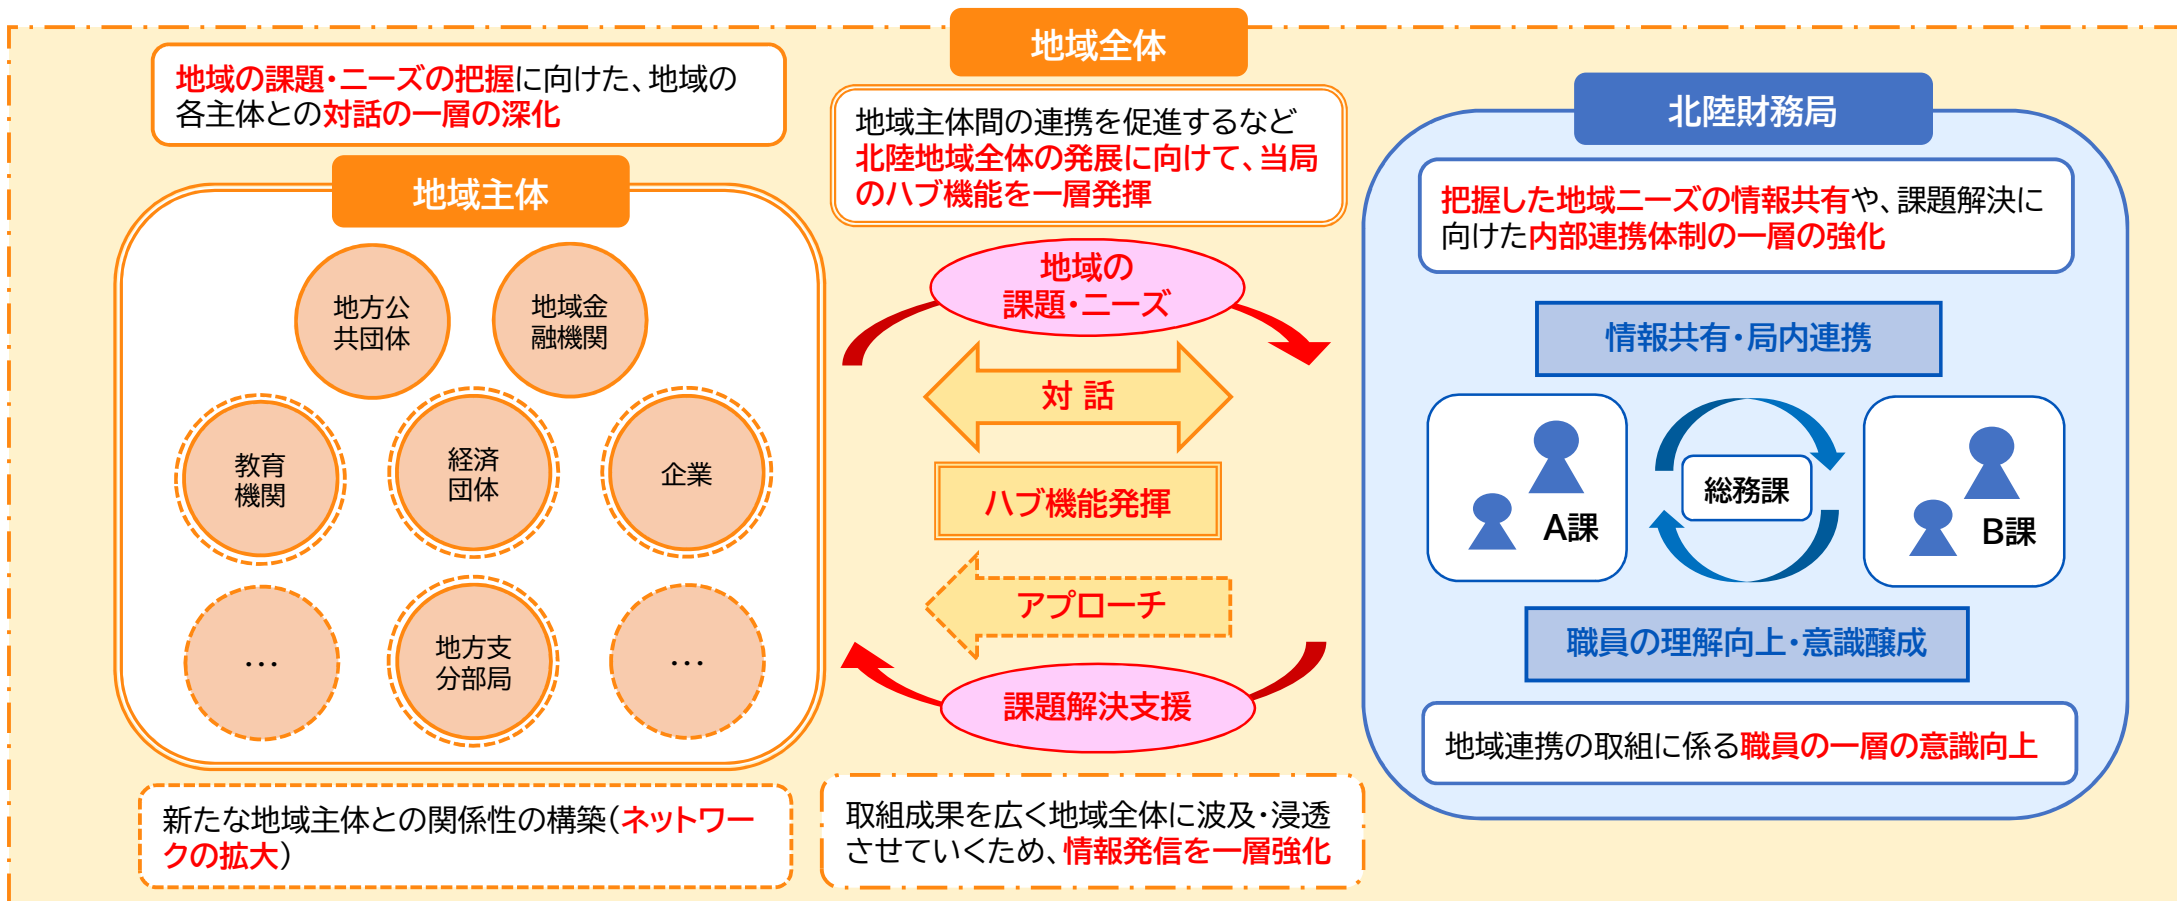 地域全体
地域の課題・ニーズの把握に向けた、地域の
各主体との対話の一層の深化
地域主体
地方公
共団体
地域金
融機関
教育
機関
経済
団体
企業
…
地方支
分部局
…
新たな地域主体との関係性の構築（ネットワー
クの拡大）
地域主体間の連携を促進するなど
北陸地域全体の発展に向けて、当局
のハブ機能を一層発揮
地域の
課題・ニーズ
対 話
ハブ機能発揮
アプローチ
課題解決支援
取組成果を広く地域全体に波及・浸透
させていくため、情報発信を一層強化
北陸財務局
把握した地域ニーズの情報共有や、課題解決に
向けた内部連携体制の一層の強化
情報共有・局内連携
A課
総務課
B課
職員の理解向上・意識醸成
地域連携の取組に係る職員の一層の意識向上